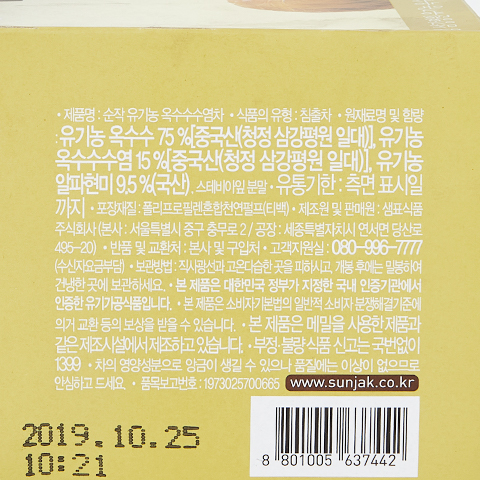 • 제품명 : 순작 유기농 옥수수수염차 • 식품의 유형 : 침출차 • 원재료명 및 함량
: 유기농 옥수수 75 %[중국산(청정 삼강평원 일대)], 유기농
옥수수수염 15 %[중국산(청정 삼강평원 일대)], 유기농
알파현미 9.5 %(국산), 스테비아잎 분말 • 유통기한 : 측면 표시일
까지 • 포장재질 : 폴리프로필렌혼합천연펄프(티백) • 제조원 및 판매원 : 샘표식품
주식회사 (본사 : 서울특별시 중구 충무로 2 / 공장 : 세종특별자치시 연서면 당산로
495-20) • 반품 및 교환처 : 본사 및 구입처 • 고객지원실 : 080-996-7777
(수신자요금부담) • 보관방법 : 직사광선과 고온다습한 곳을 피하시고, 개봉 후에는 밀봉하여
건냉한 곳에 보관하세요. • 본 제품은 대한민국 정부가 지정한 국내 인증기관에서
인증한 유기가공식품입니다. • 본 제품은 소비자기본법의 일반적 소비자 분쟁해결기준에
의거 교환 등의 보상을 받을 수 있습니다. • 본 제품은 메밀을 사용한 제품과
같은 제조시설에서 제조하고 있습니다. • 부정·불량식품 신고는 국번없이
1399 • 차의 영양성분으로 앙금이 생길 수 있으나 품질에는 이상이 없으므로
안심하고 드세요. • 품목보고번호 : 1973025700665 www.sunjak.co.kr
2019.10.25
10:21
8 801005 637442